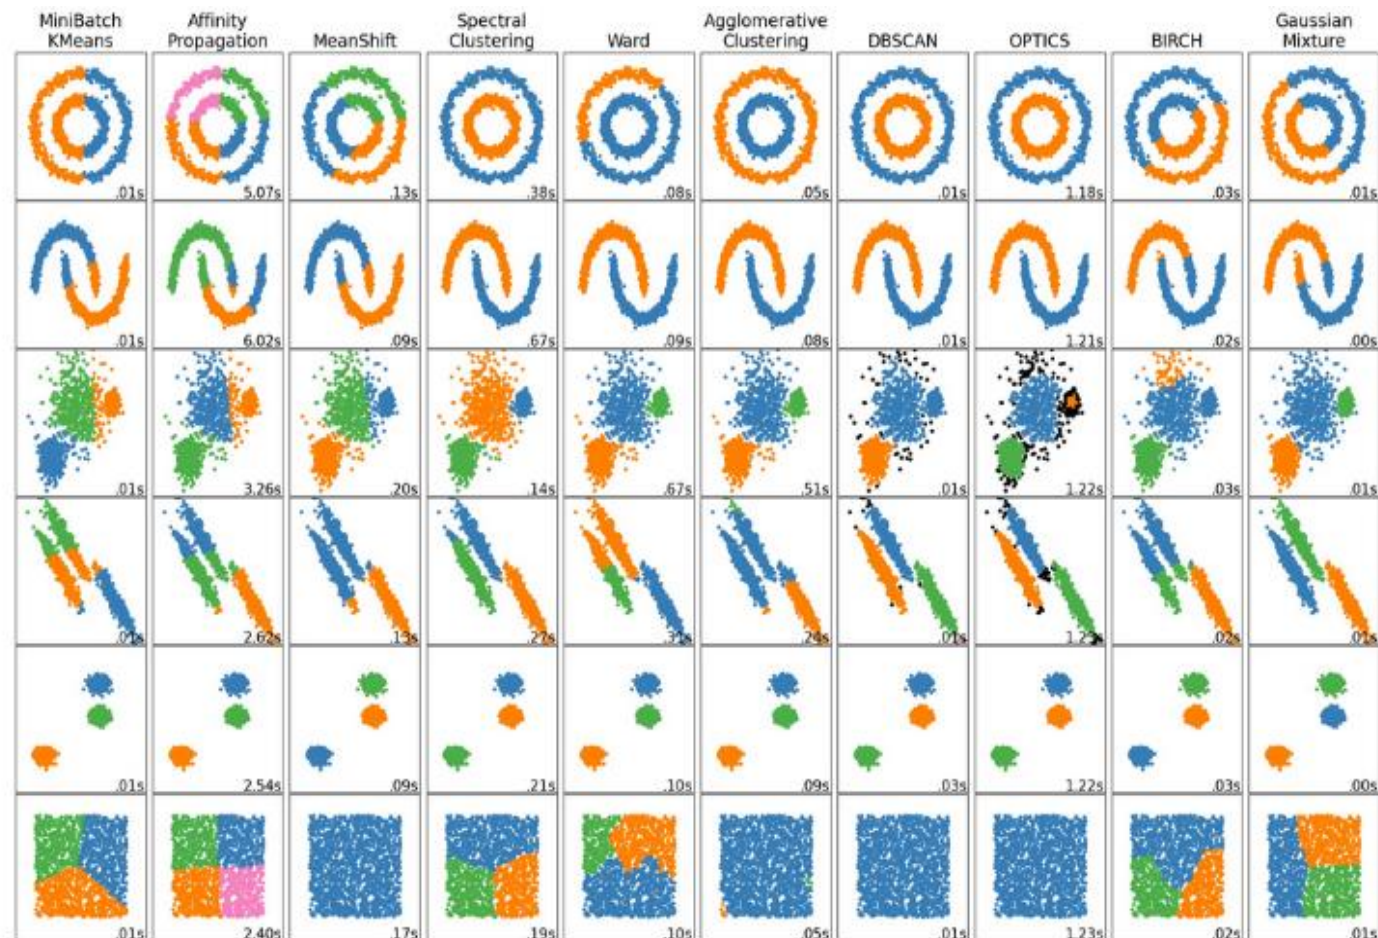 MiniBatch
KMeans
Affinity
Propagation
MeanShift
Spectral
Clustering
Ward
Agglomerative
Clustering
DBSCAN
OPTICS
BIRCH
Gaussian
Mixture
.01s 5.07s .13s .38s .08s .05s .01s 1.18s .03s .01s
.01s 6.02s .09s .67s .09s .08s .01s 1.21s .02s .00s
.01s 3.26s .20s .14s .67s .51s .01s 1.22s .03s .01s
.01s 2.62s .13s .27s .31s .24s .01s 1.23s .02s .01s
.01s 2.54s .09s .21s .10s .09s .03s 1.22s .03s .00s
.01s 2.40s .17s .19s .10s .05s .01s 1.23s .02s .01s